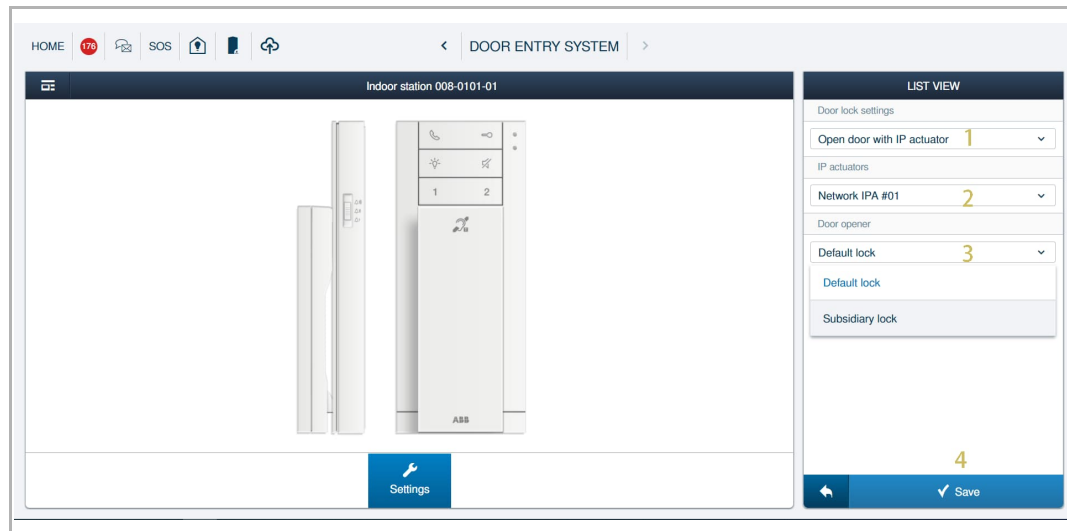 HOME 176 SOS DOOR ENTRY SYSTEM
Indoor station 008-0101-01
LIST VIEW
Door lock settings
Open door with IP actuator 1
IP actuators
Network IPA #01 2
Door opener
Default lock 3
Default lock
Subsidiary lock
1 2
ABB
4
Settings
Save